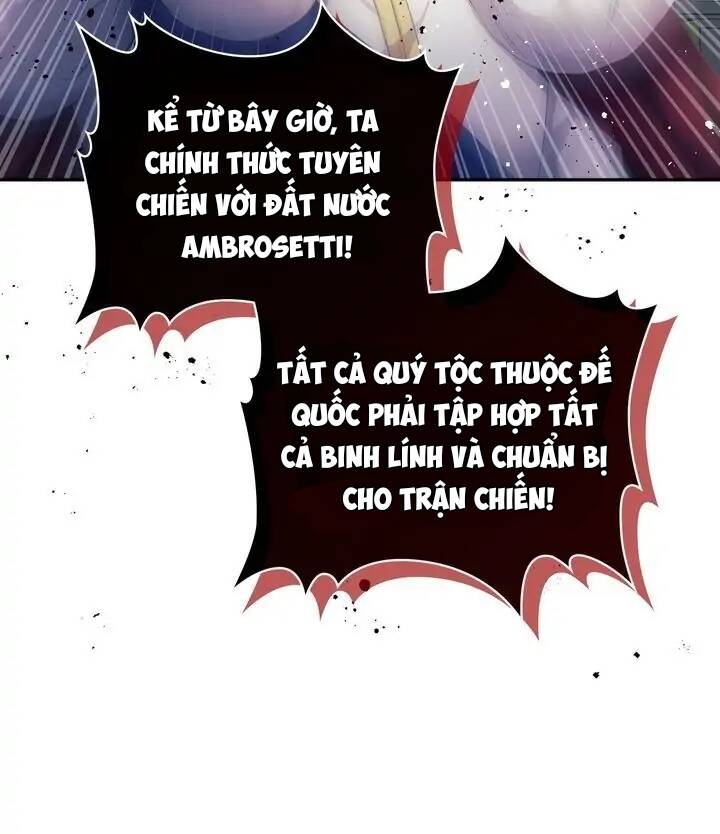 KỂ TỪ BÂY GIỜ, TA
CHÍNH THỨC TUYÊN
CHIẾN VỚI ĐẤT NƯỚC
AMBROSETTI!
TẤT CẢ QUÝ TỘC THUỘC ĐẾ
QUỐC PHẢI TẬP HỢP TẤT
CẢ BINH LÍNH VÀ CHUẨN BỊ
CHO TRẬN CHIẾN!